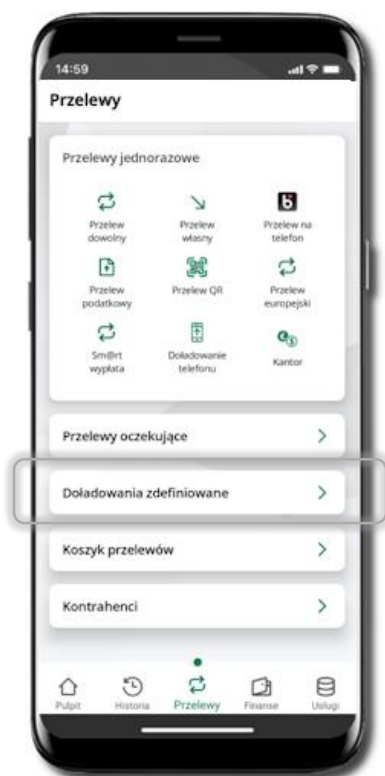 14:59
Przelewy
Przelewy jednorazowe
Przelew
dowolny
Przelew
własny
Przelew na
telefon
Przelew
podatkowy
Przelew QR
Przelew
europejski
Sm@rt
wypłata
Doładowanie
telefonu
Kantor
Przelewy oczekujące
Doładowania zdefiniowane
Koszyk przelewów
Kontrahenci
Pulpit
Historia
Przelewy
Finanse
Usługi